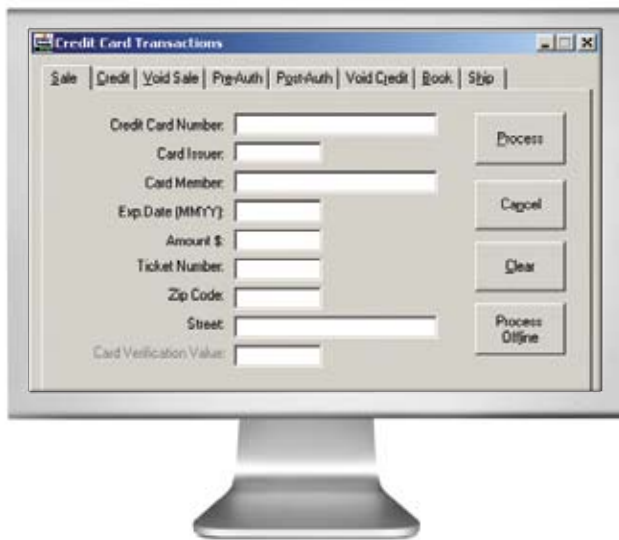 Credit Card Transactions
Sale Credit Void Sale Pre-Auth Post-Auth Void Credit Book Ship
Credit Card Number:
Card Issuer:
Card Member:
Exp.Date (MMYY):
Amount $:
Ticket Number:
Zip Code:
Street:
Card Verification Value:
Process
Cancel
Clear
Process
Offline